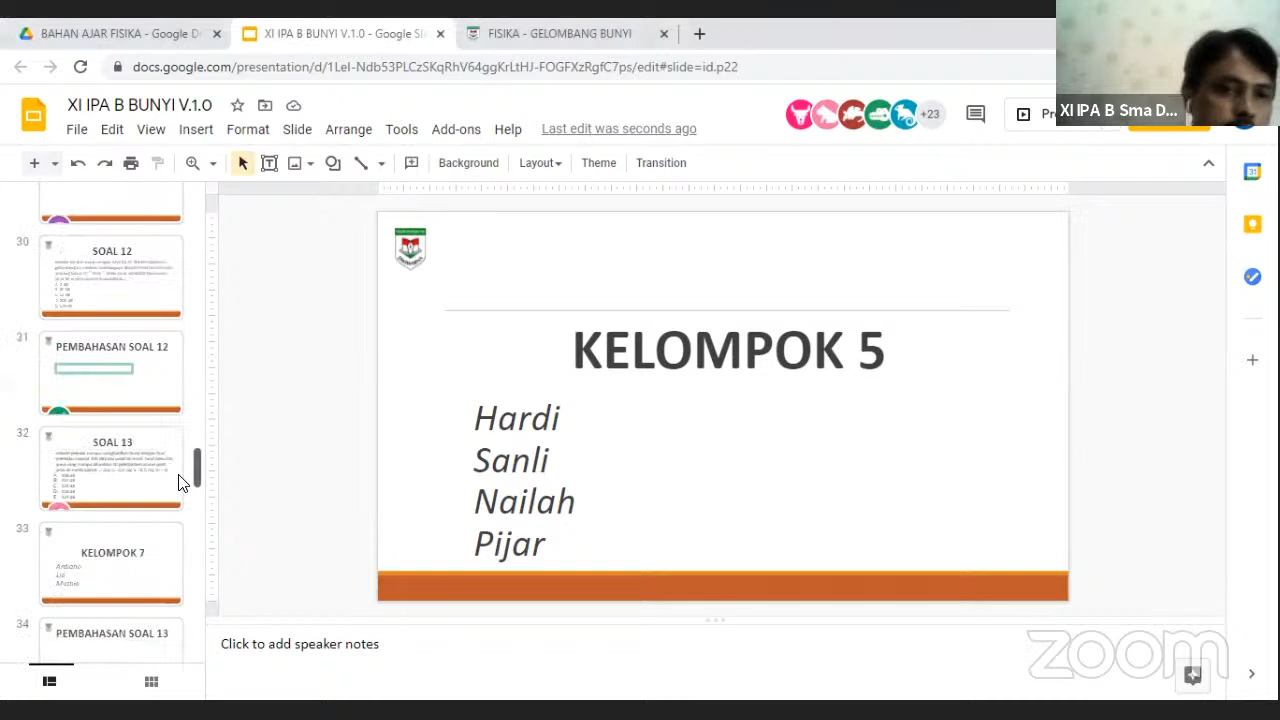 BAHAN AJAR FISIKA - Google D
XI IPA B BUNYI V.1.0 - Google Sl
FISIKA - GELOMBANG BUNYI
docs.google.com/presentation/d/1LeI-Ndb53PLCzSKqRhV64ggKrLtHJ-FOGFXzRgfC7ps/edit#slide=id.p22
XI IPA B Sma D...
XI IPA B BUNYI V.1.0
File Edit View Insert Format Slide Arrange Tools Add-ons Help Last edit was seconds ago
+23
Background Layout Theme Transition
30
SOAL 12
31
PEMBAHASAN SOAL 12
32
SOAL 13
33
KELOMPOK 7
34
PEMBAHASAN SOAL 13
KELOMPOK 5
Hardi
Sanli
Nailah
Pijar
Click to add speaker notes
zoom
31